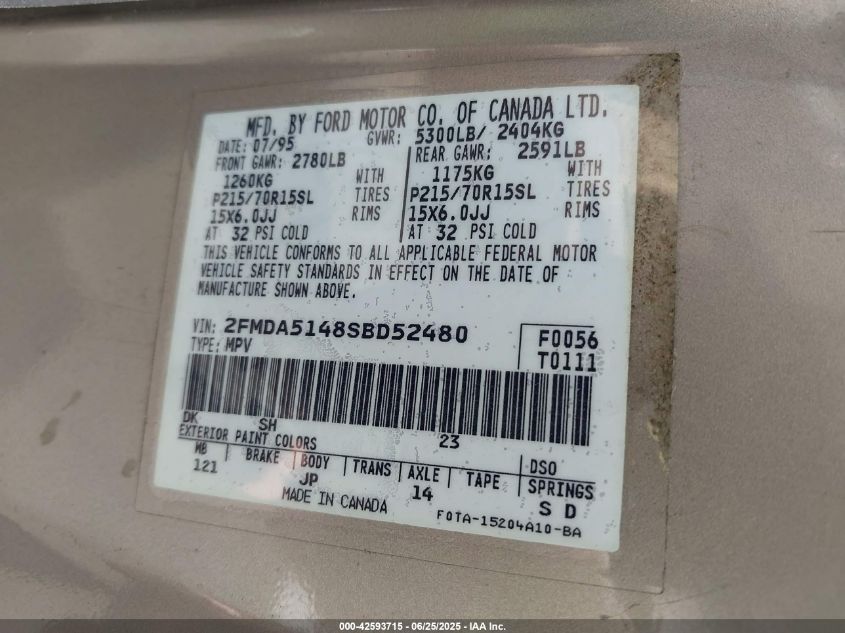 MFD. BY FORD MOTOR CO. OF CANADA LTD.
DATE: 07/95 GVWR: 5300LB/ 2404KG
FRONT GAWR: 2780LB REAR GAWR: 2591LB
1260KG WITH 1175KG WITH
P215/70R15SL TIRES P215/70R15SL TIRES
15X6.0JJ RIMS 15X6.0JJ RIMS
AT 32 PSI COLD AT 32 PSI COLD
THIS VEHICLE CONFORMS TO ALL APPLICABLE FEDERAL MOTOR
VEHICLE SAFETY STANDARDS IN EFFECT ON THE DATE OF
MANUFACTURE SHOWN ABOVE.
VIN: 2FMDA5148SBD52480 F0056
TYPE: MPV T0111
DK SH 23
EXTERIOR PAINT COLORS DSO
WB BRAKE BODY TRANS AXLE TAPE SPRINGS
121 JP 14 S D
MADE IN CANADA
F0TA-15204A10-BA
000-42593715 - 06/25/2025 - IAA Inc.